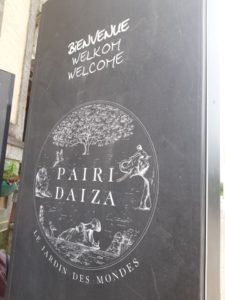 BIENVENUE
WELKOM
WELCOME
PAIRI
DAIZA
LE JARDIN DES MONDES